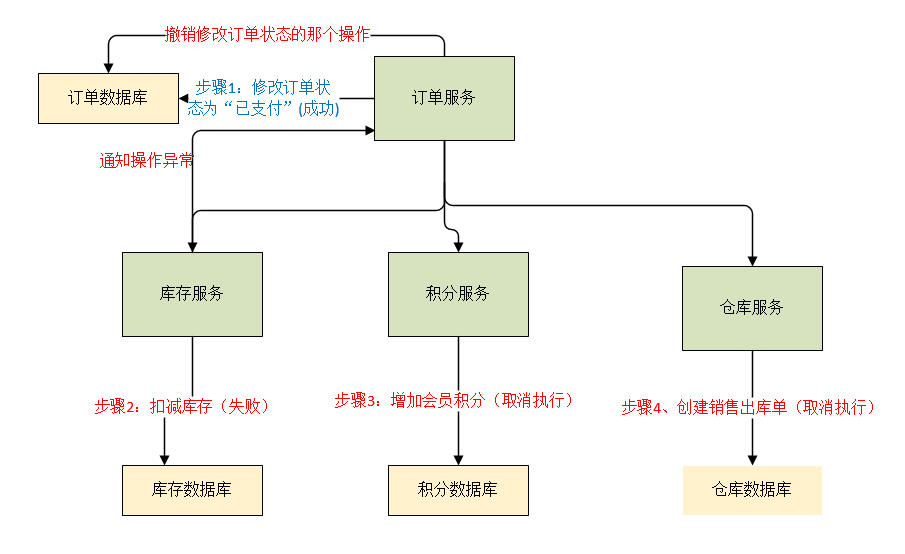 撤销修改订单状态的那个操作
订单数据库
步骤1：修改订单状
态为“已支付”(成功)
订单服务
通知操作异常
库存服务
积分服务
仓库服务
步骤2：扣减库存（失败）
步骤3：增加会员积分（取消执行）
步骤4、创建销售出库单（取消执行）
库存数据库
积分数据库
仓库数据库